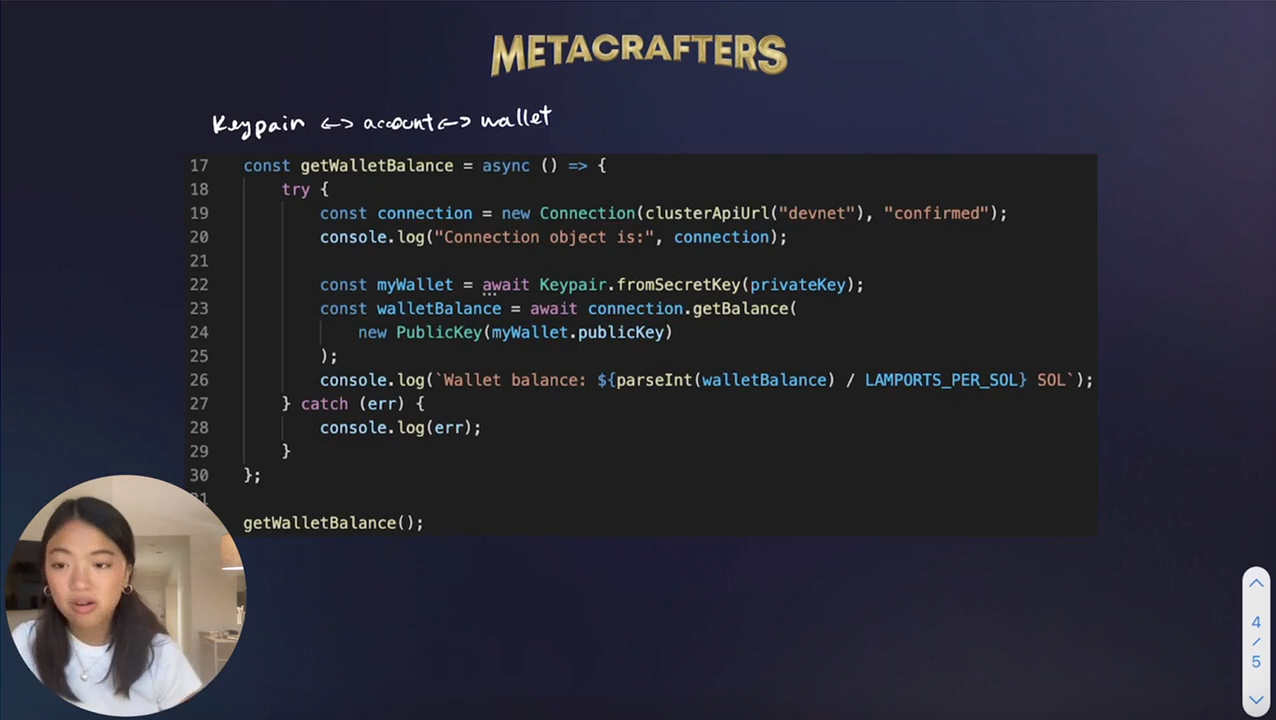 METACRAFTERS
Keypair <-> account <-> wallet
17 const getWalletBalance = async () => {
18 try {
19 const connection = new Connection(clusterApiUrl("devnet"), "confirmed");
20 console.log("Connection object is:", connection);
21
22 const myWallet = await Keypair.fromSecretKey(privateKey);
23 const walletBalance = await connection.getBalance(
24 new PublicKey(myWallet.publicKey)
25 );
26 console.log(`Wallet balance: ${parseInt(walletBalance) / LAMPORTS_PER_SOL} SOL`);
27 } catch (err) {
28 console.log(err);
29 }
30 };
31
getWalletBalance();
4
/
5